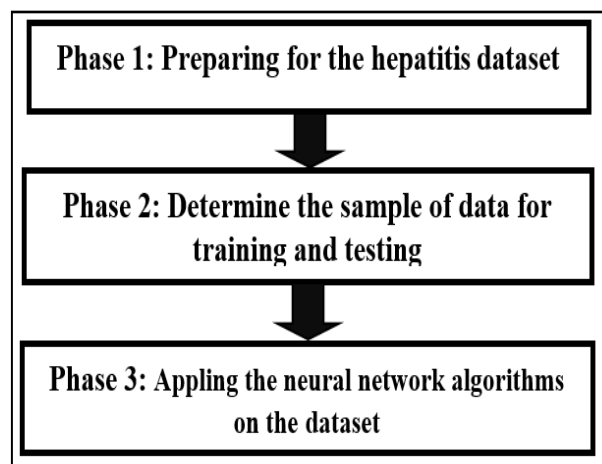 Phase 1: Preparing for the hepatitis dataset
Phase 2: Determine the sample of data for
training and testing
Phase 3: Appling the neural network algorithms
on the dataset